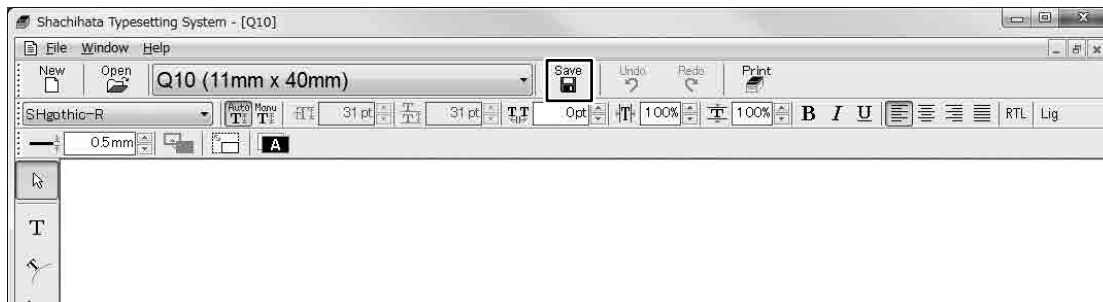 Shachihata Typesetting System - [Q10]
File Window Help
New Open Q10 (11mm x 40mm) Save Undo Redo Print
SHgothic-R Auto Manu 31 pt 31 pt 0pt 100% 100% B I U RTL Lig
0.5mm A
T